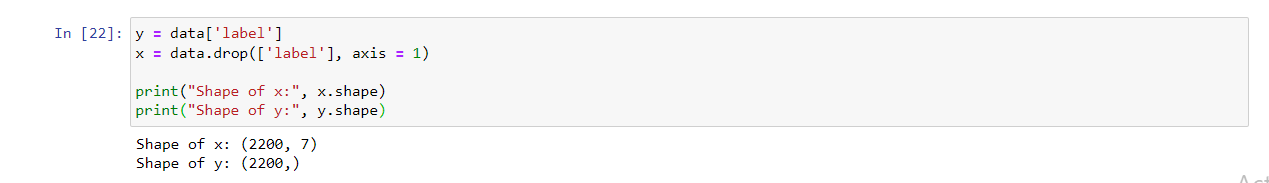 In [22]: y = data['label']
x = data.drop(['label'], axis = 1)
print("Shape of x:", x.shape)
print("Shape of y:", y.shape)
Shape of x: (2200, 7)
Shape of y: (2200,)